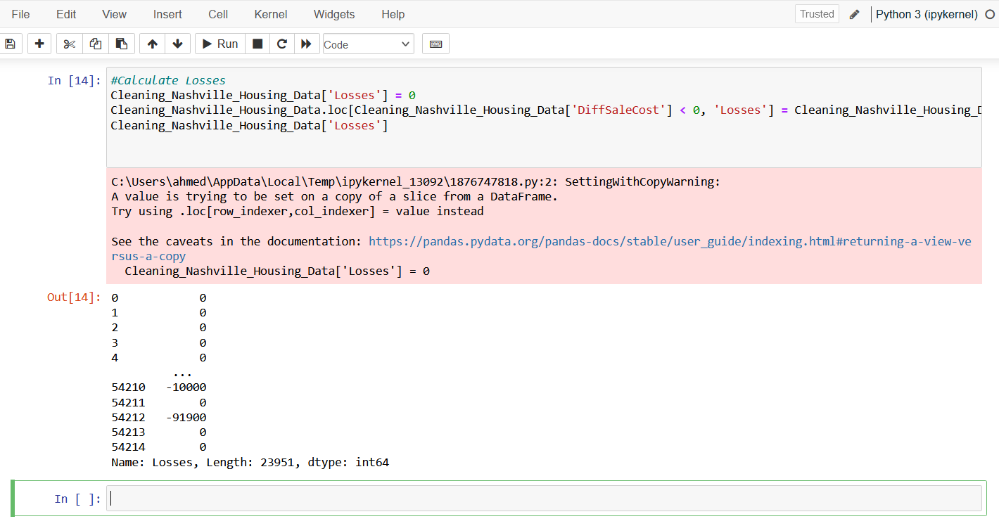 File Edit View Insert Cell Kernel Widgets Help Trusted Python 3 (ipykernel)
Run Code
In [14]: #Calculate Losses
Cleaning_Nashville_Housing_Data['Losses'] = 0
Cleaning_Nashville_Housing_Data.loc[Cleaning_Nashville_Housing_Data['DiffSaleCost'] < 0, 'Losses'] = Cleaning_Nashville_Housing_D
Cleaning_Nashville_Housing_Data['Losses']
C:\Users\ahmed\AppData\Local\Temp\ipykernel_13092\1876747818.py:2: SettingWithCopyWarning:
A value is trying to be set on a copy of a slice from a DataFrame.
Try using .loc[row_indexer,col_indexer] = value instead
See the caveats in the documentation: https://pandas.pydata.org/pandas-docs/stable/user_guide/indexing.html#returning-a-view-ve
rsus-a-copy
Cleaning_Nashville_Housing_Data['Losses'] = 0
Out[14]: 0 0
1 0
2 0
3 0
4 0
...
54210 -10000
54211 0
54212 -91900
54213 0
54214 0
Name: Losses, Length: 23951, dtype: int64
In [ ]: